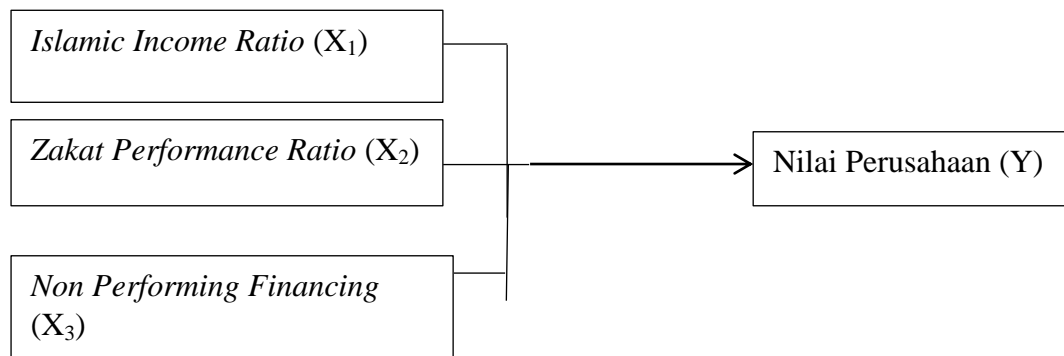 Islamic Income Ratio (X₁)
Zakat Performance Ratio (X₂)
Nilai Perusahaan (Y)
Non Performing Financing
(X₃)